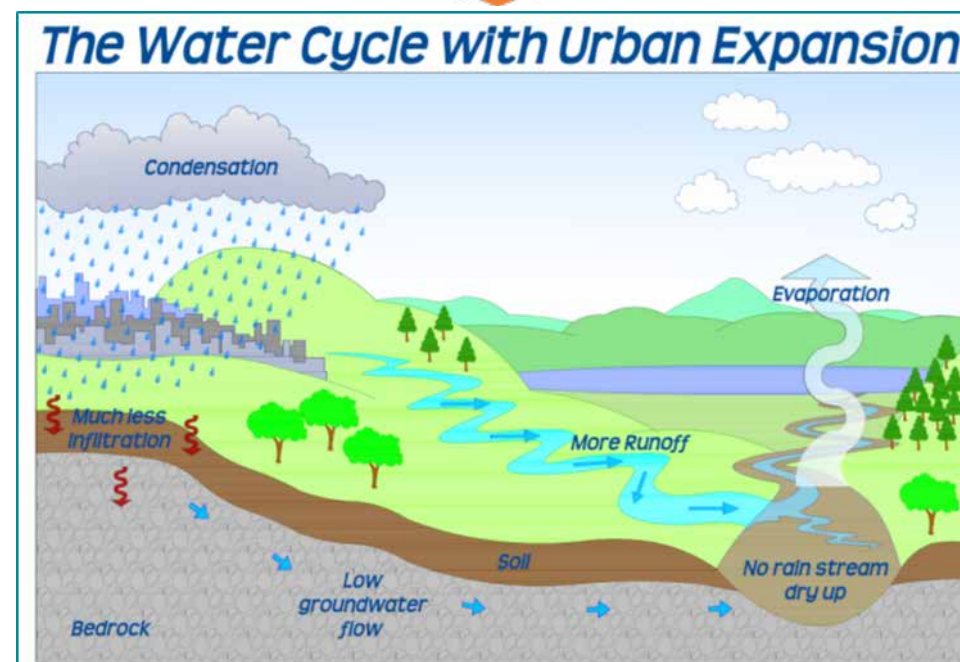 The Water Cycle with Urban Expansion
Condensation
Evaporation
Much less
infiltration
More Runoff
Soil
No rain stream
dry up
Low
groundwater
flow
Bedrock